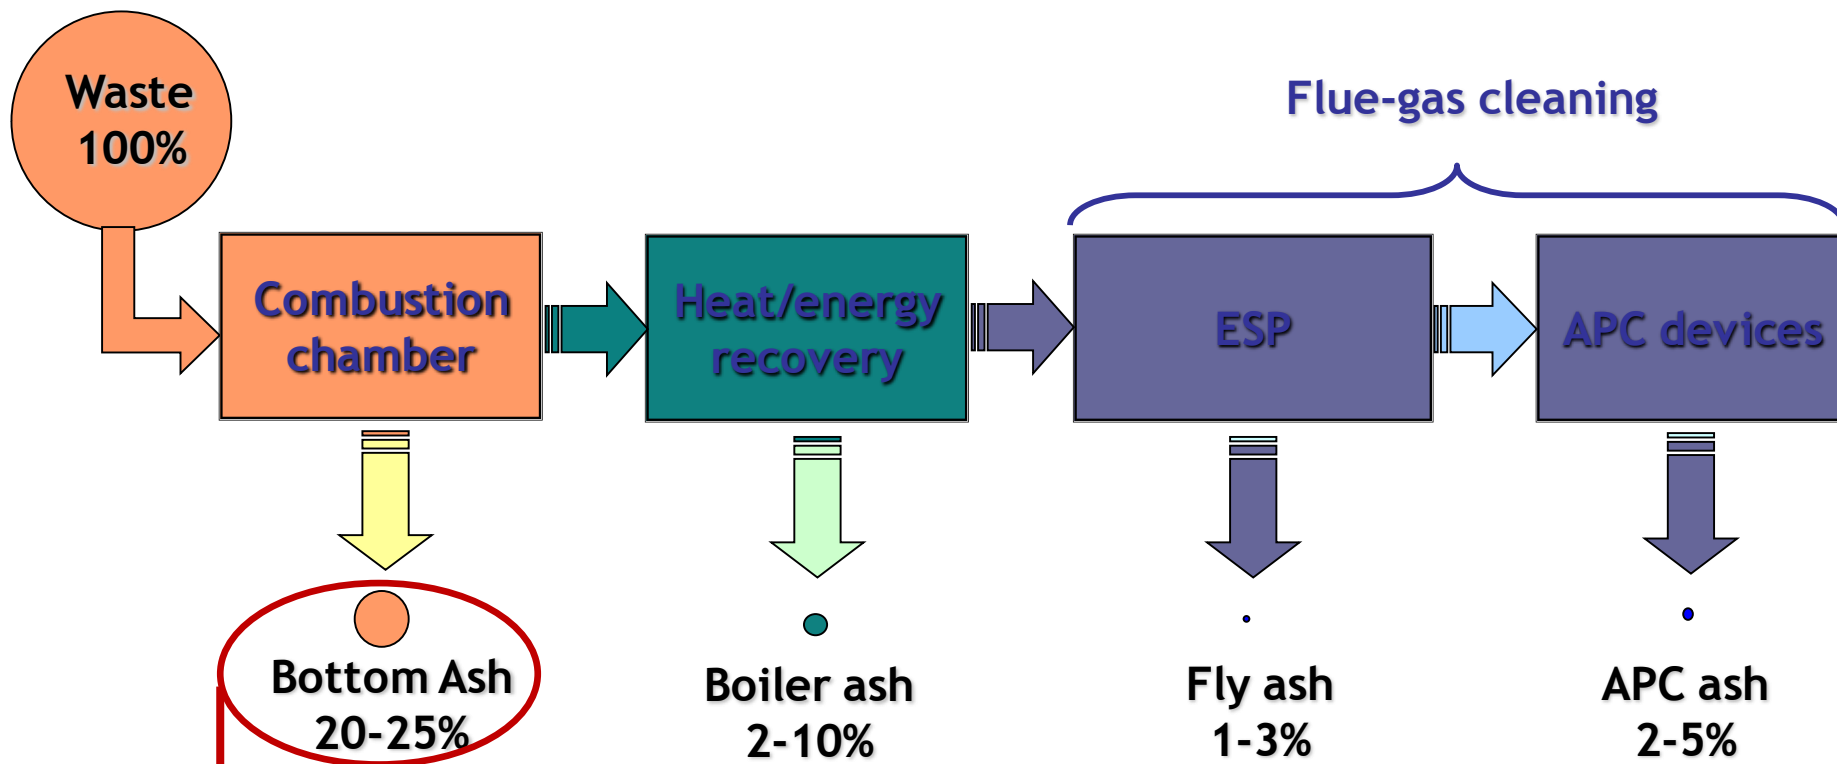 Waste
100%
Flue-gas cleaning
Combustion
chamber
Heat/energy
recovery
ESP
APC devices
Bottom Ash
20-25%
Boiler ash
2-10%
Fly ash
1-3%
APC ash
2-5%